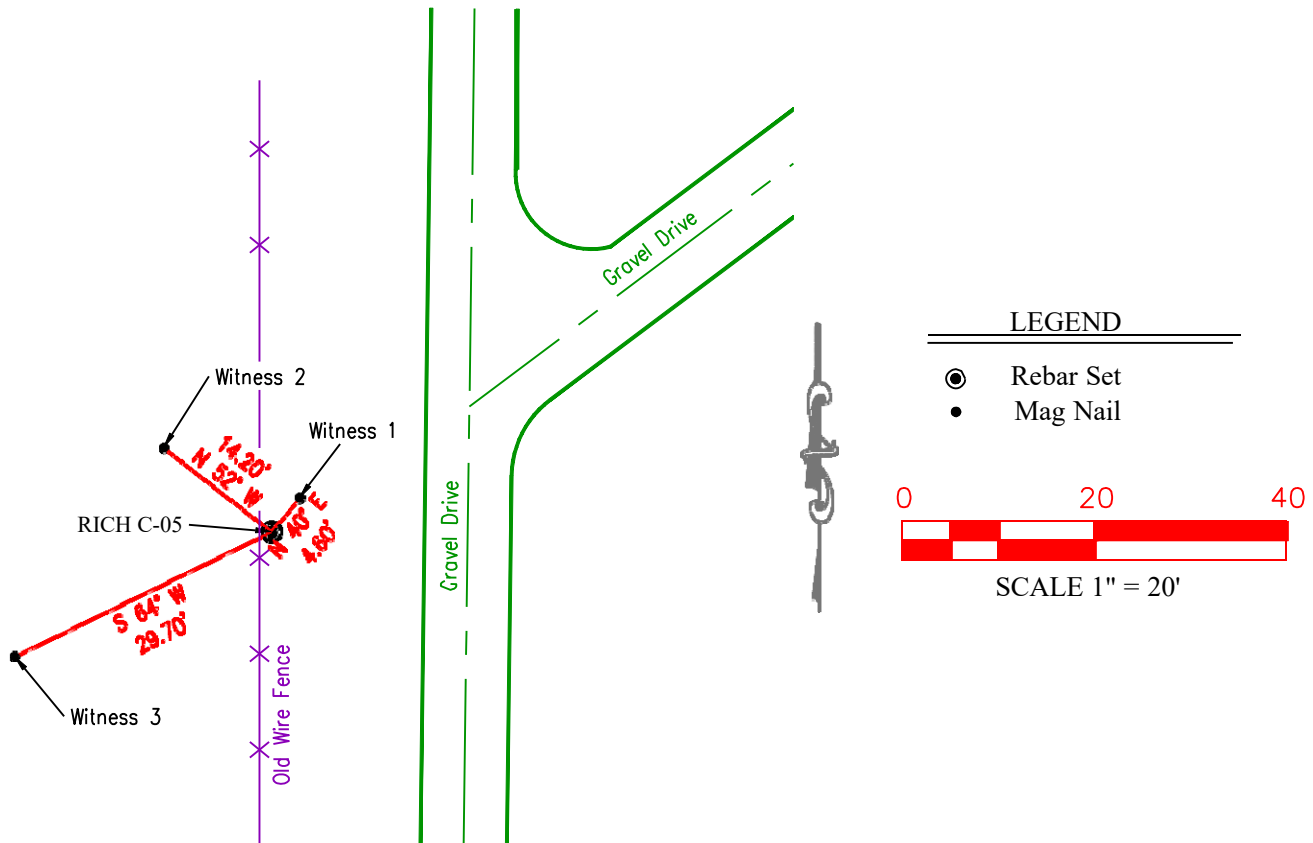 Gravel Drive
Witness 2
Witness 1
14.20'
N 52° W
RICH C-05
N 40° E
4.60'
S 64° W
29.70'
Witness 3
Old Wire Fence
Gravel Drive
LEGEND
Rebar Set
Mag Nail
0 20 40
SCALE 1" = 20'